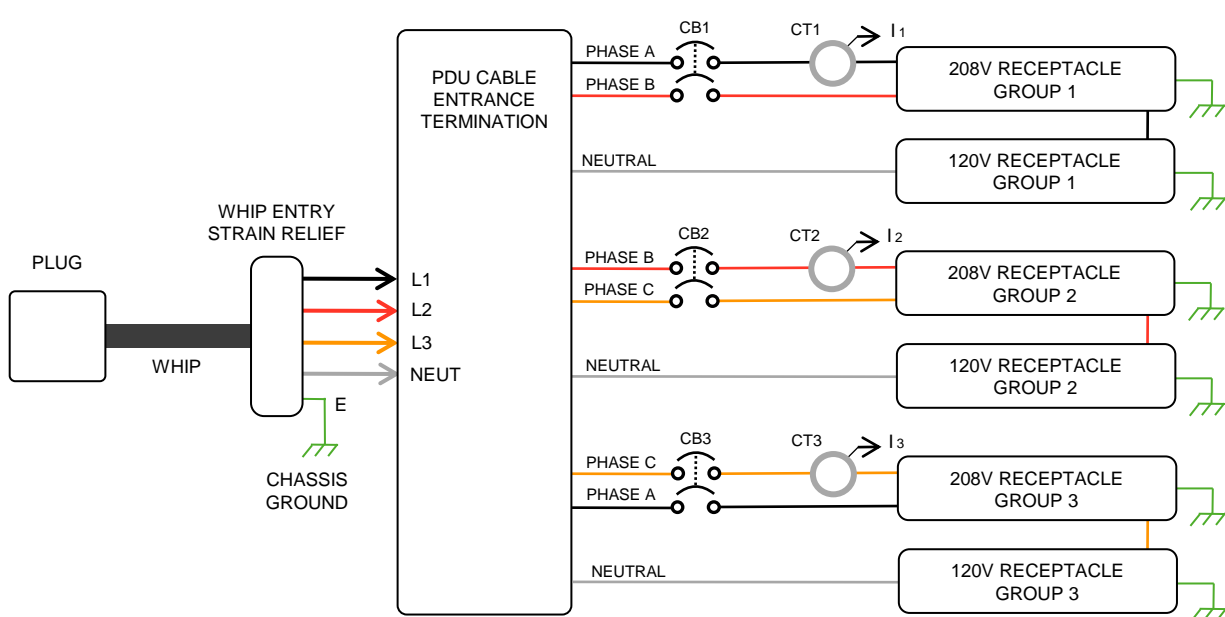 PLUG
WHIP
WHIP ENTRY
STRAIN RELIEF
E
CHASSIS
GROUND
PDU CABLE
ENTRANCE
TERMINATION
L1
L2
L3
NEUT
PHASE A
PHASE B
NEUTRAL
CB1
CT1
I1
208V RECEPTACLE
GROUP 1
120V RECEPTACLE
GROUP 1
PHASE B
PHASE C
NEUTRAL
CB2
CT2
I2
208V RECEPTACLE
GROUP 2
120V RECEPTACLE
GROUP 2
PHASE C
PHASE A
NEUTRAL
CB3
CT3
I3
208V RECEPTACLE
GROUP 3
120V RECEPTACLE
GROUP 3